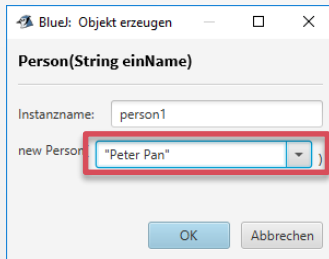 BlueJ: Objekt erzeugen
Person(String einName)
Instanzname: person1
new Person "Peter Pan" )
OK Abbrechen